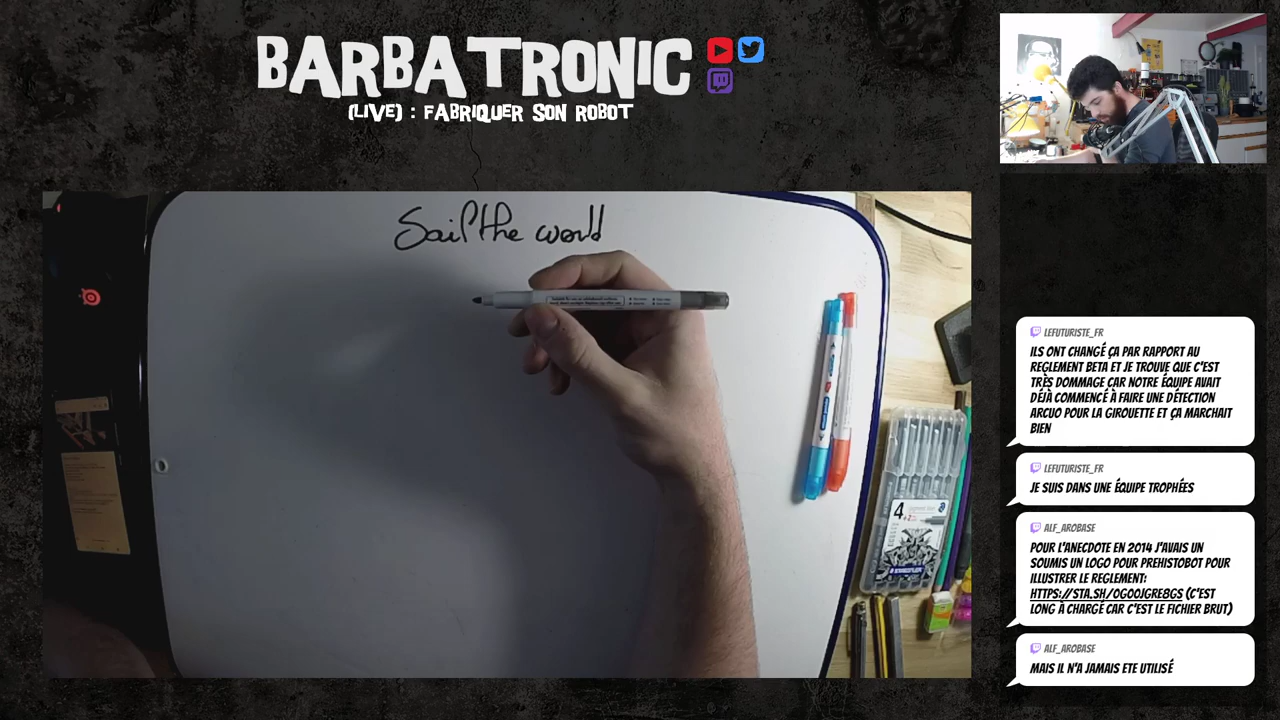 BARBATRONIC
(LIVE) : FABRIQUER SON ROBOT
Sail the world
LEFUTURISTE_FR
ILS ONT CHANGÉ ÇA PAR RAPPORT AU
REGLEMENT BETA ET JE TROUVE QUE C'EST
TRÈS DOMMAGE CAR NOTRE ÉQUIPE AVAIT
DÉJÀ COMMENCÉ À FAIRE UNE DÉTECTION
ARCUO POUR LA GIROUETTE ET ÇA MARCHAIT
BIEN
LEFUTURISTE_FR
JE SUIS DANS UNE ÉQUIPE TROPHÉES
ALF_AROBASE
POUR L'ANECDOTE EN 2014 J'AVAIS UN
SOUMIS UN LOGO POUR PREHISTOBOT POUR
ILLUSTRER LE REGLEMENT:
HTTPS://STA.SH/0GOOJGRE8GS (C'EST
LONG À CHARGÉ CAR C'EST LE FICHIER BRUT)
ALF_AROBASE
MAIS IL N'A JAMAIS ETE UTILISÉ
4
STAEDTLER